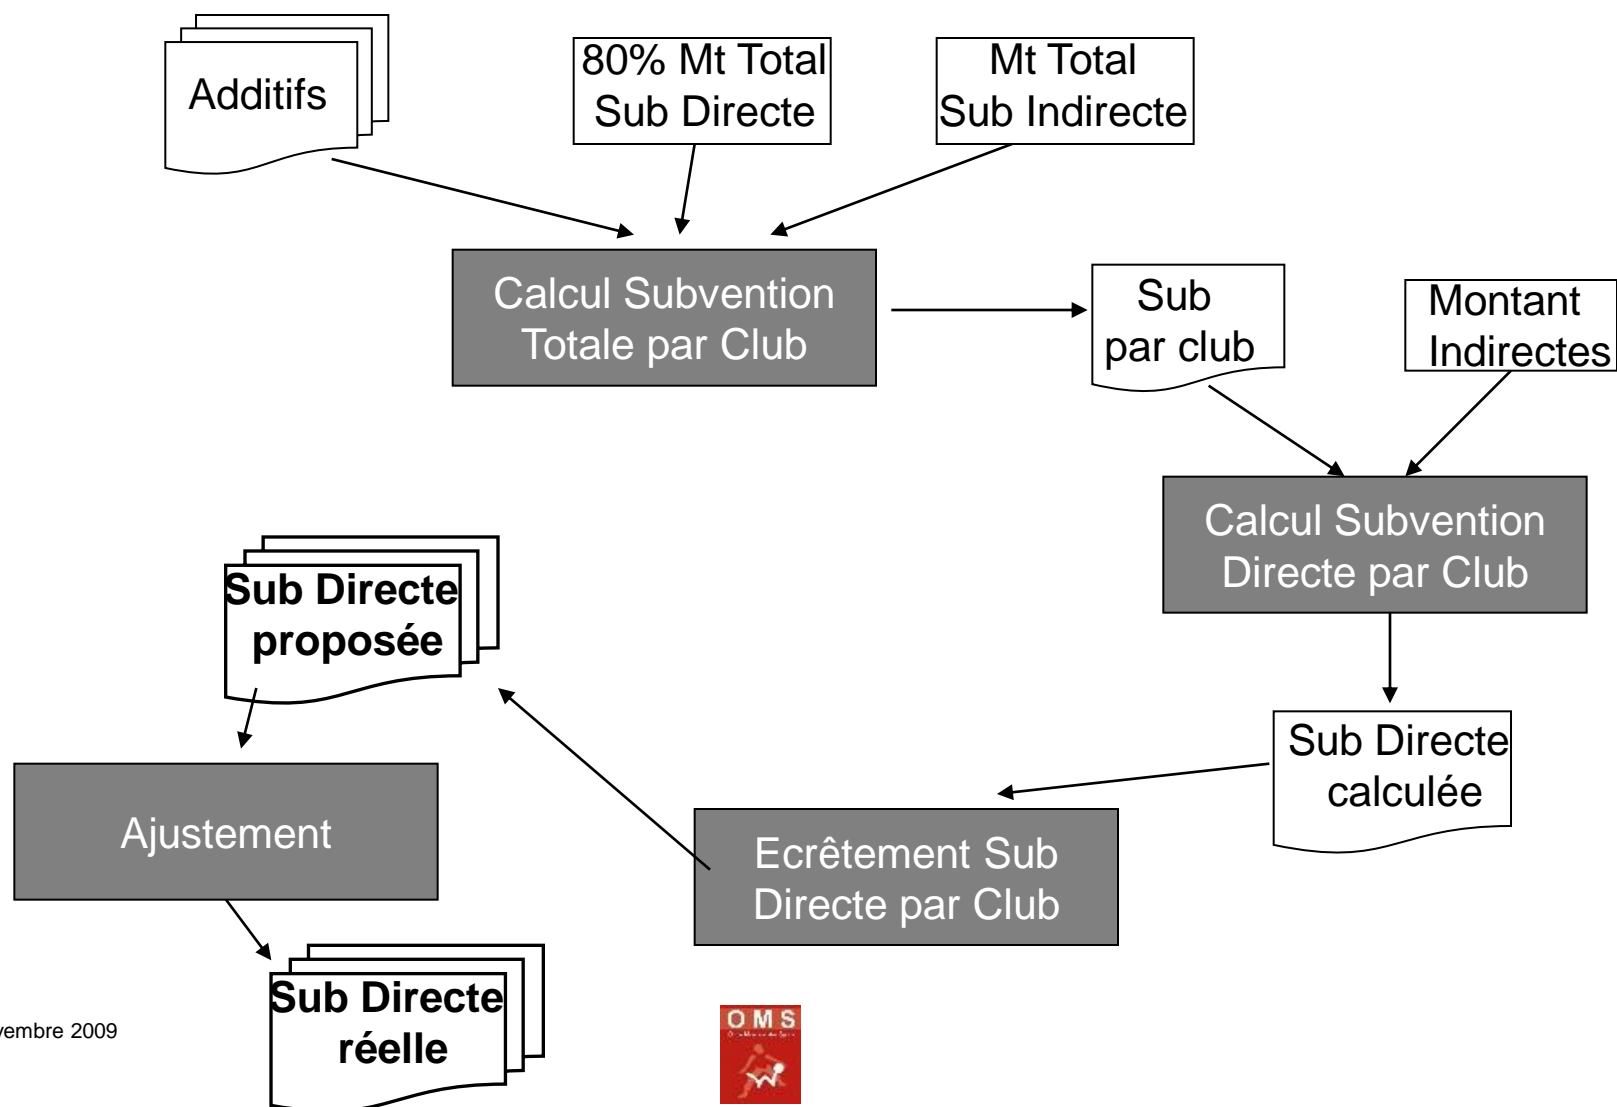 Additifs
80% Mt Total
Sub Directe
Mt Total
Sub Indirecte
Calcul Subvention
Totale par Club
Sub
par club
Montant
Indirectes
Calcul Subvention
Directe par Club
Sub Directe
proposée
Sub Directe
calculée
Ajustement
Ecrêtement Sub
Directe par Club
Sub Directe
réelle
vembre 2009
OMS